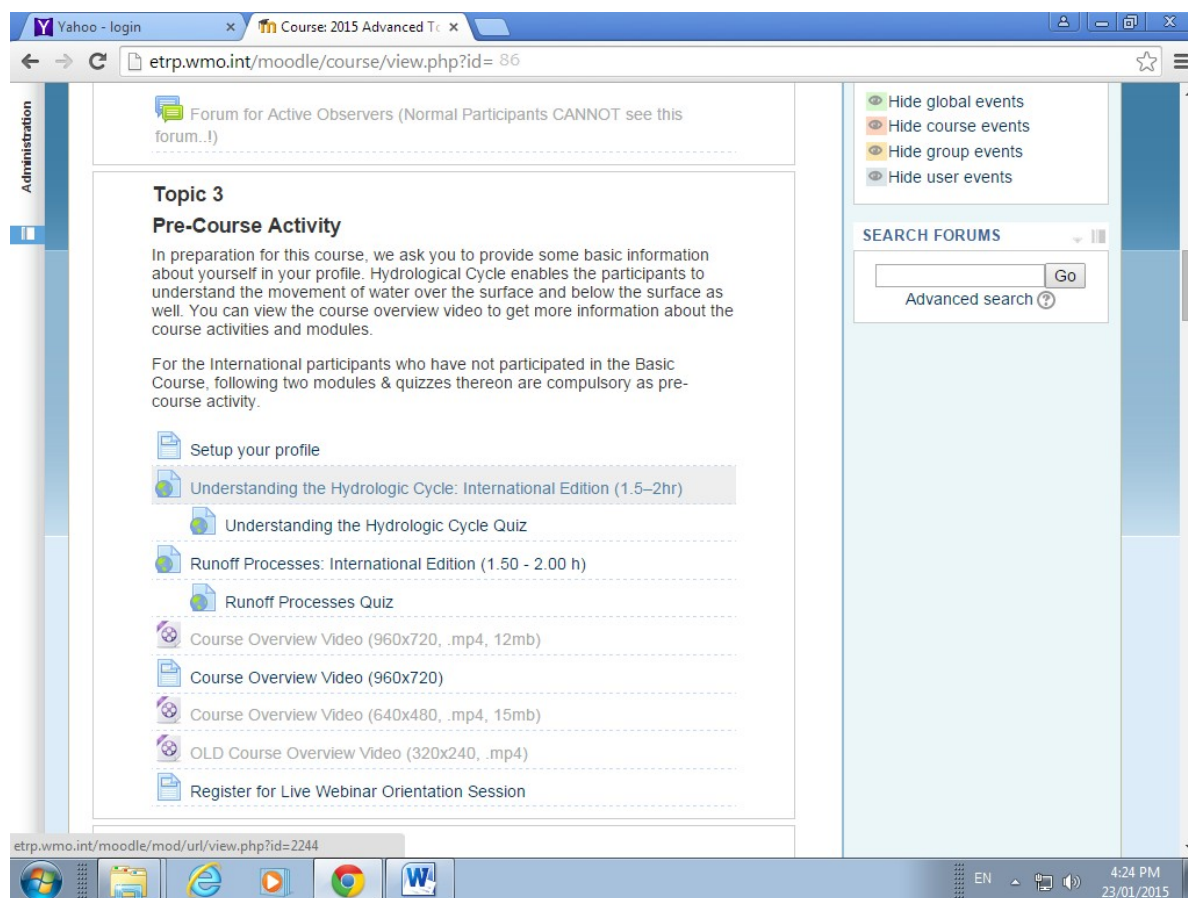 Yahoo - login
Course: 2015 Advanced To
etrp.wmo.int/moodle/course/view.php?id= 86
Administration
Forum for Active Observers (Normal Participants CANNOT see this
forum..!)
Topic 3
Pre-Course Activity
In preparation for this course, we ask you to provide some basic information
about yourself in your profile. Hydrological Cycle enables the participants to
understand the movement of water over the surface and below the surface as
well. You can view the course overview video to get more information about the
course activities and modules.
For the International participants who have not participated in the Basic
Course, following two modules & quizzes thereon are compulsory as pre-
course activity.
Setup your profile
Understanding the Hydrologic Cycle: International Edition (1.5–2hr)
Understanding the Hydrologic Cycle Quiz
Runoff Processes: International Edition (1.50 - 2.00 h)
Runoff Processes Quiz
Course Overview Video (960x720, .mp4, 12mb)
Course Overview Video (960x720)
Course Overview Video (640x480, .mp4, 15mb)
OLD Course Overview Video (320x240, .mp4)
Register for Live Webinar Orientation Session
Hide global events
Hide course events
Hide group events
Hide user events
SEARCH FORUMS
Go
Advanced search ?
etrp.wmo.int/moodle/mod/url/view.php?id=2244
EN
4:24 PM
23/01/2015